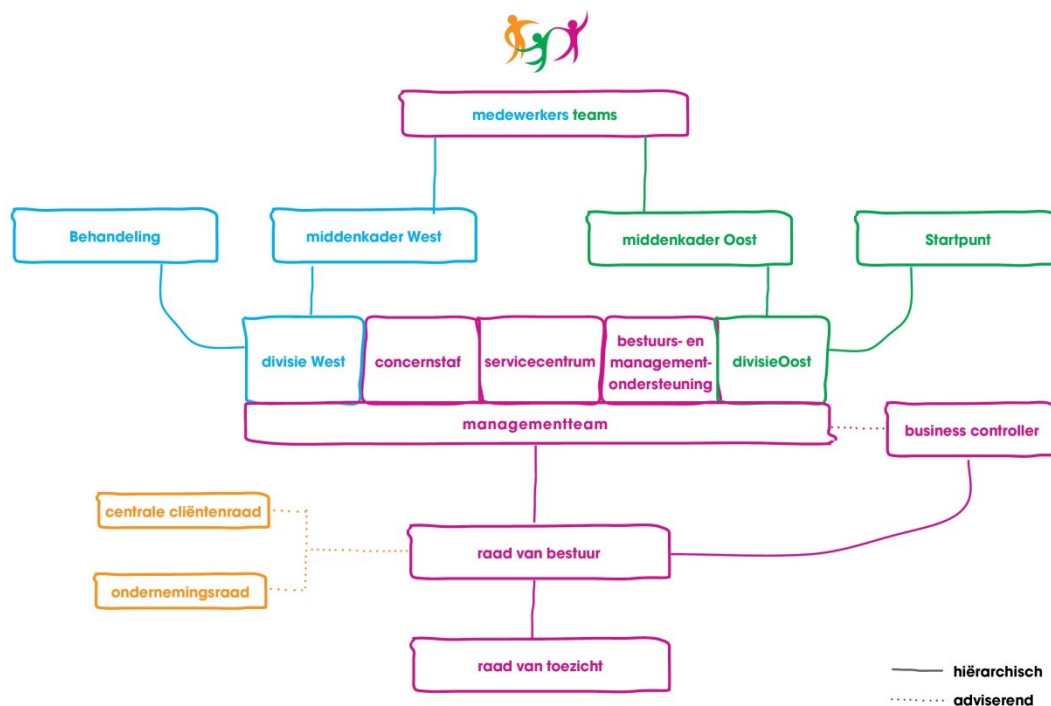 medewerkers teams
Behandeling
middenkader West
middenkader Oost
Startpunt
divisie West
concernstaf
servicecentrum
bestuurs- en
management-
ondersteuning
divisieOost
managementteam
business controller
centrale cliëntenraad
raad van bestuur
ondernemingsraad
raad van toezicht
hiërarchisch
adviserend